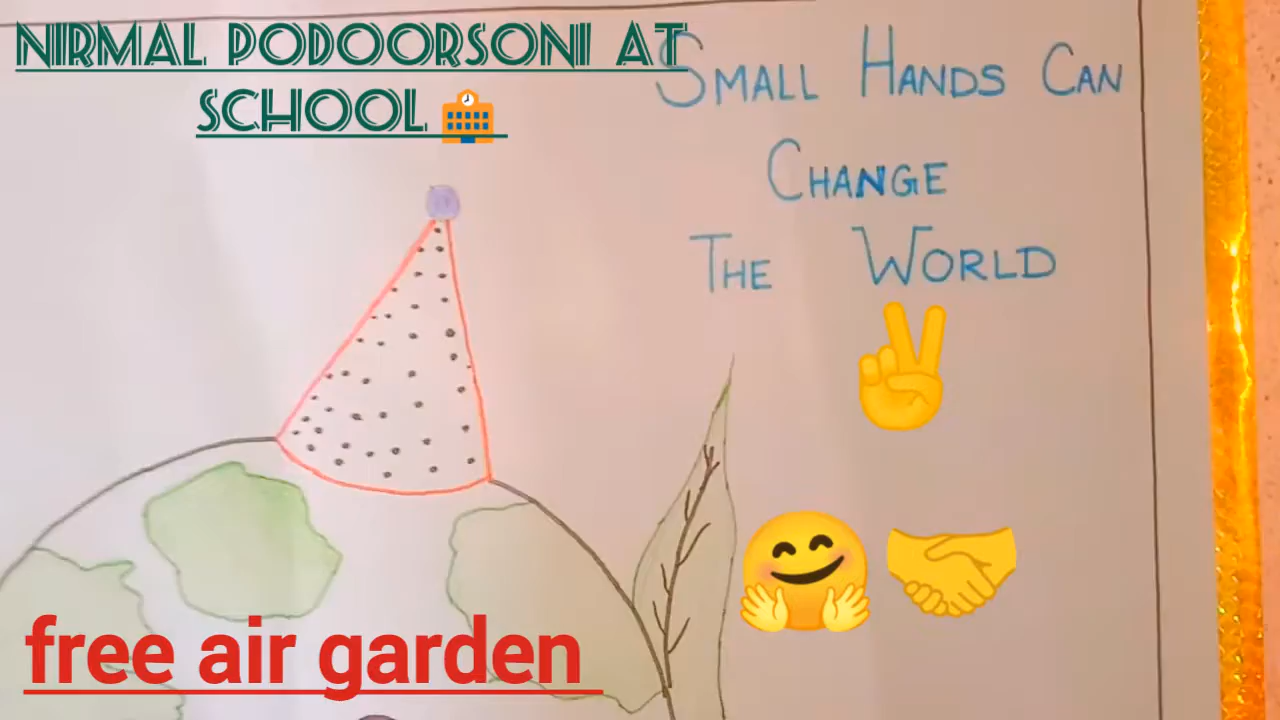 NIRMAL PODOORSONI AT
SCHOOL
SMALL HANDS CAN
CHANGE
THE WORLD
free air garden